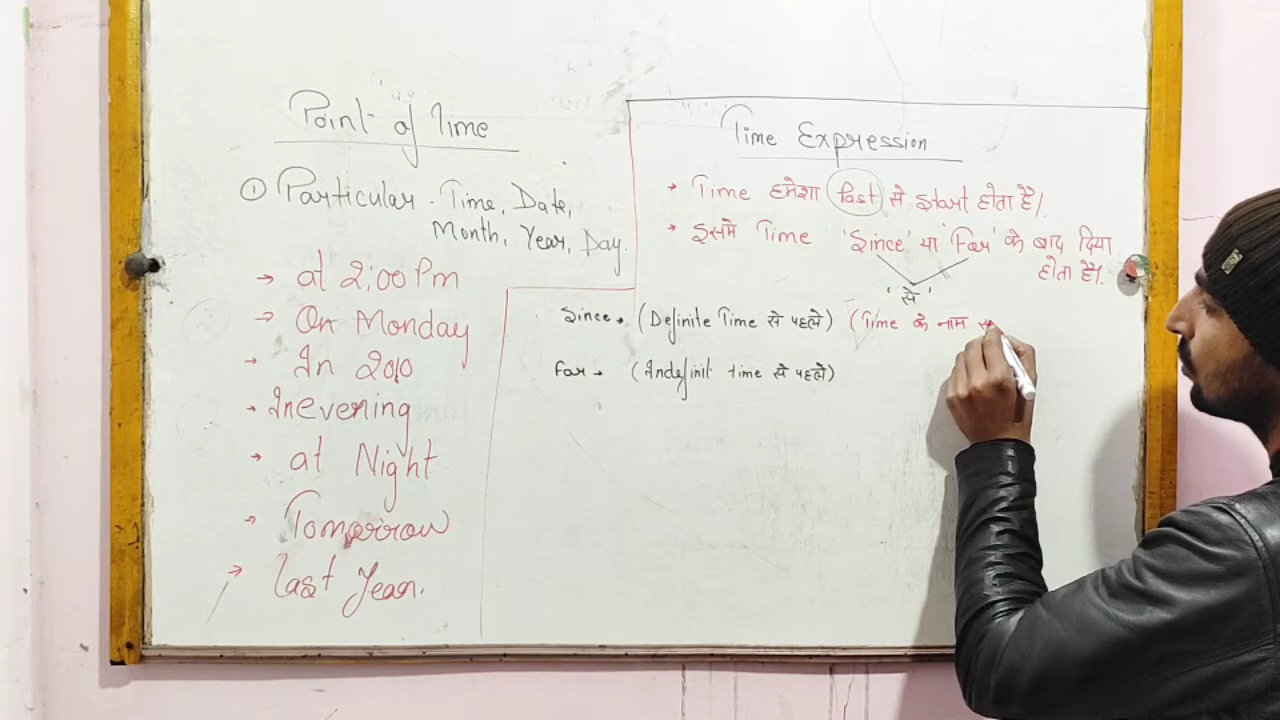 Point of Time
① Particular - Time, Date,
Month, Year, Day.
→ at 2:00 Pm
→ On Monday
→ In 2010
→ In evening
→ at Night
→ Tomorrow
→ last Year.
Time Expression
→ Time हमेशा Past से start होता है।
→ इसमे Time 'Since' या 'For' के बाद दिया
होता है।
'से'
Since → (Definite Time से पहले) (Time के नाम
For → (Indefinit time से पहले)